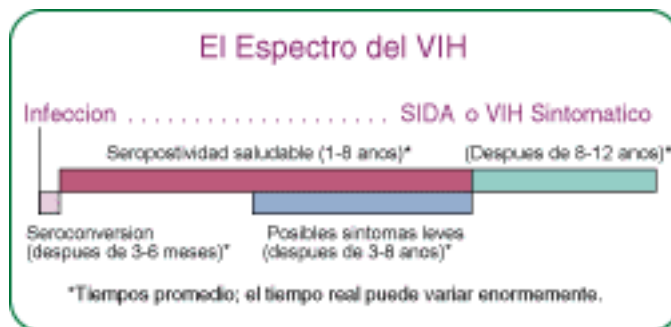 El Espectro del VIH
Infeccion . . . . . . . . . . . . . . . . . . . . SIDA o VIH Sintomatico
Seropostividad saludable (1-8 anos)* (Despues de 8-12 anos)*
Seroconversion
(despues de 3-6 meses)*
Posibles sintomas leves
(despues de 3-8 anos)*
*Tiempos promedio; el tiempo real puede variar enormemente.